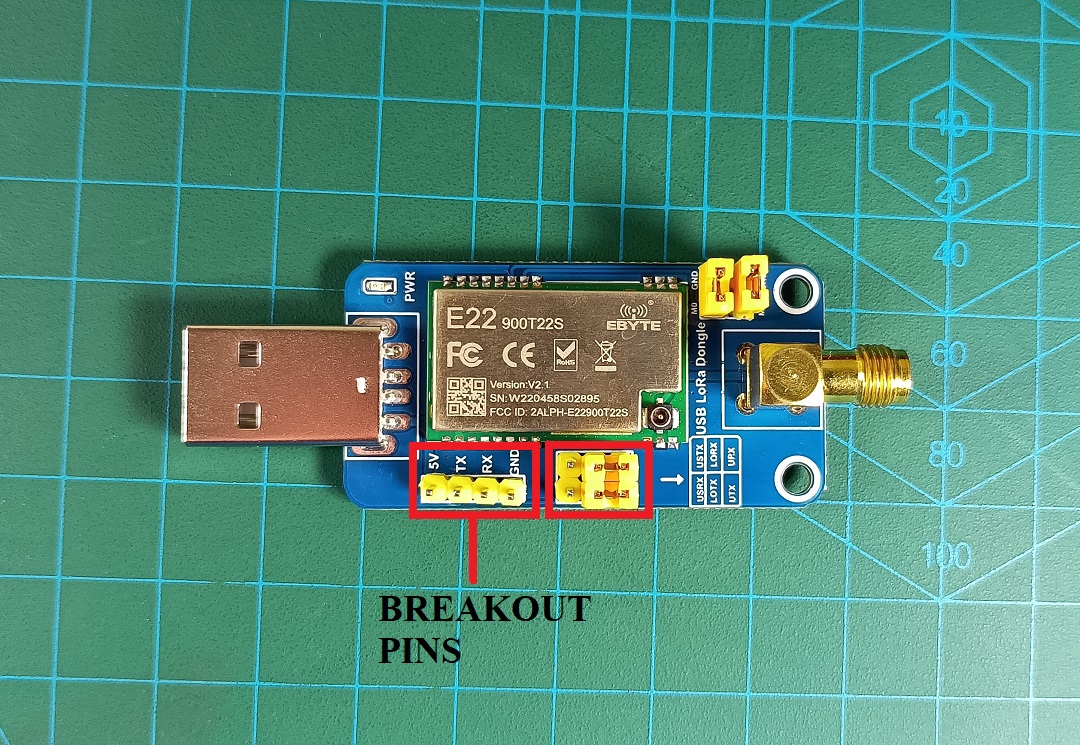 10
20
40
60
80
100
PWR
E22 900T22S
EBYTE
FC CE RoHS
Version:V2.1
SN:W220458S02895
FCC ID: 2ALPH-E22900T22S
M0 GND
USB LoRa Dongle
5V TX RX GND
USRX USTX
LOTX LORX
UTX URX
BREAKOUT
PINS